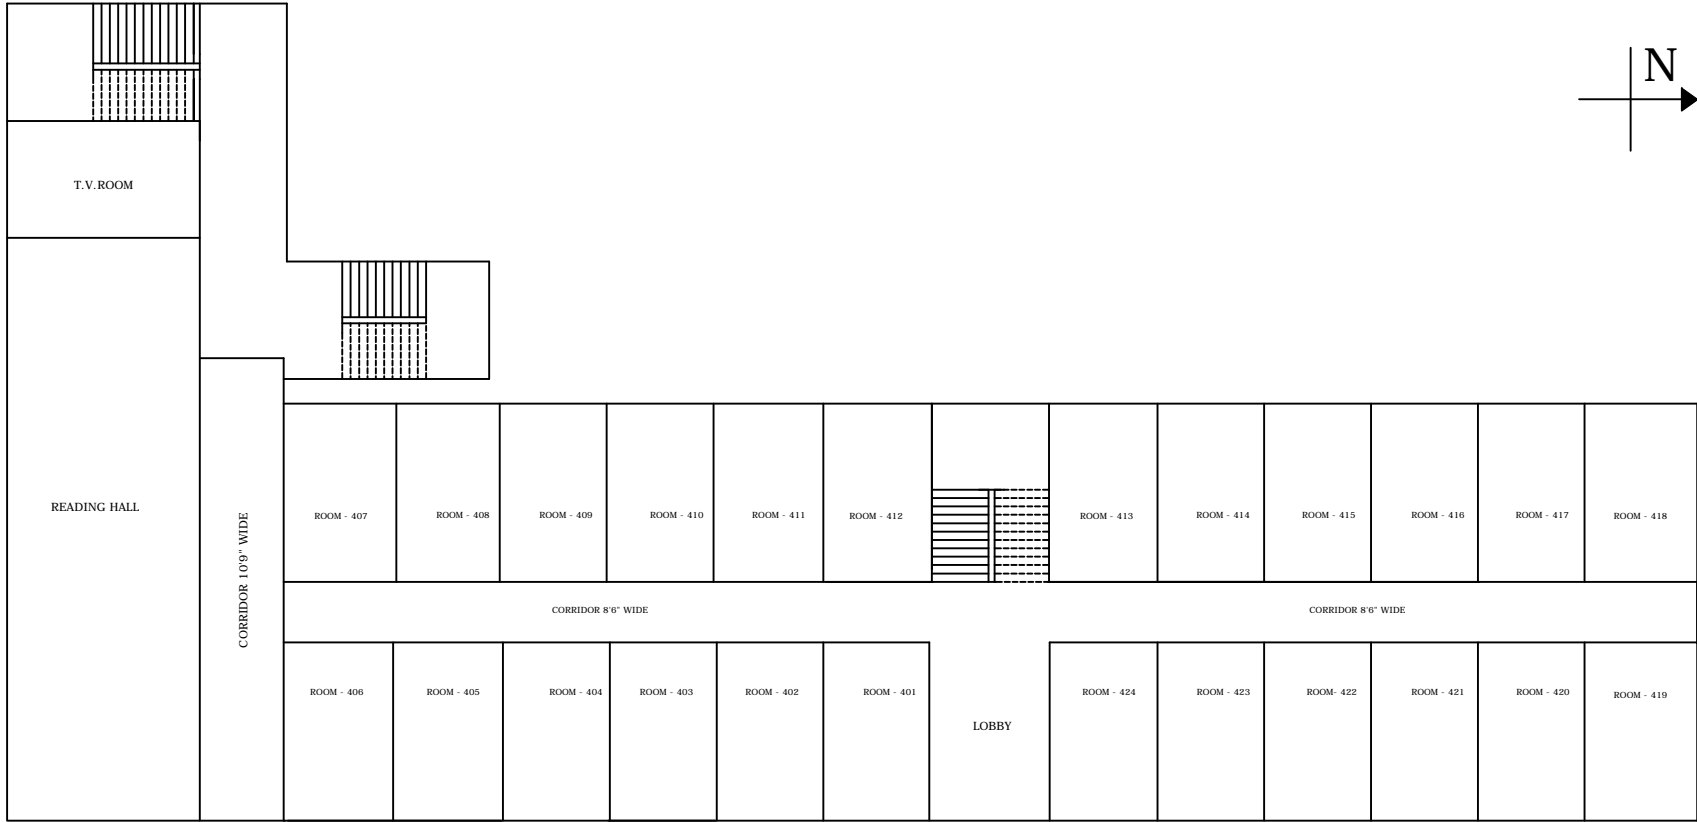 N
T.V.ROOM
READING HALL
CORRIDOR 10'9" WIDE
ROOM - 407
ROOM - 408
ROOM - 409
ROOM - 410
ROOM - 411
ROOM - 412
ROOM - 413
ROOM - 414
ROOM - 415
ROOM - 416
ROOM - 417
ROOM - 418
CORRIDOR 8'6" WIDE
CORRIDOR 8'6" WIDE
ROOM - 406
ROOM - 405
ROOM - 404
ROOM - 403
ROOM - 402
ROOM - 401
LOBBY
ROOM - 424
ROOM - 423
ROOM- 422
ROOM - 421
ROOM - 420
ROOM - 419